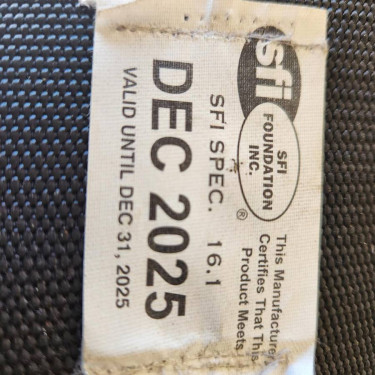 sfi
SFI
FOUNDATION
INC.
®
This Manufacturer
Certifies That This
Product Meets
SFI SPEC. 16.1
DEC 2025
VALID UNTIL DEC 31, 2025